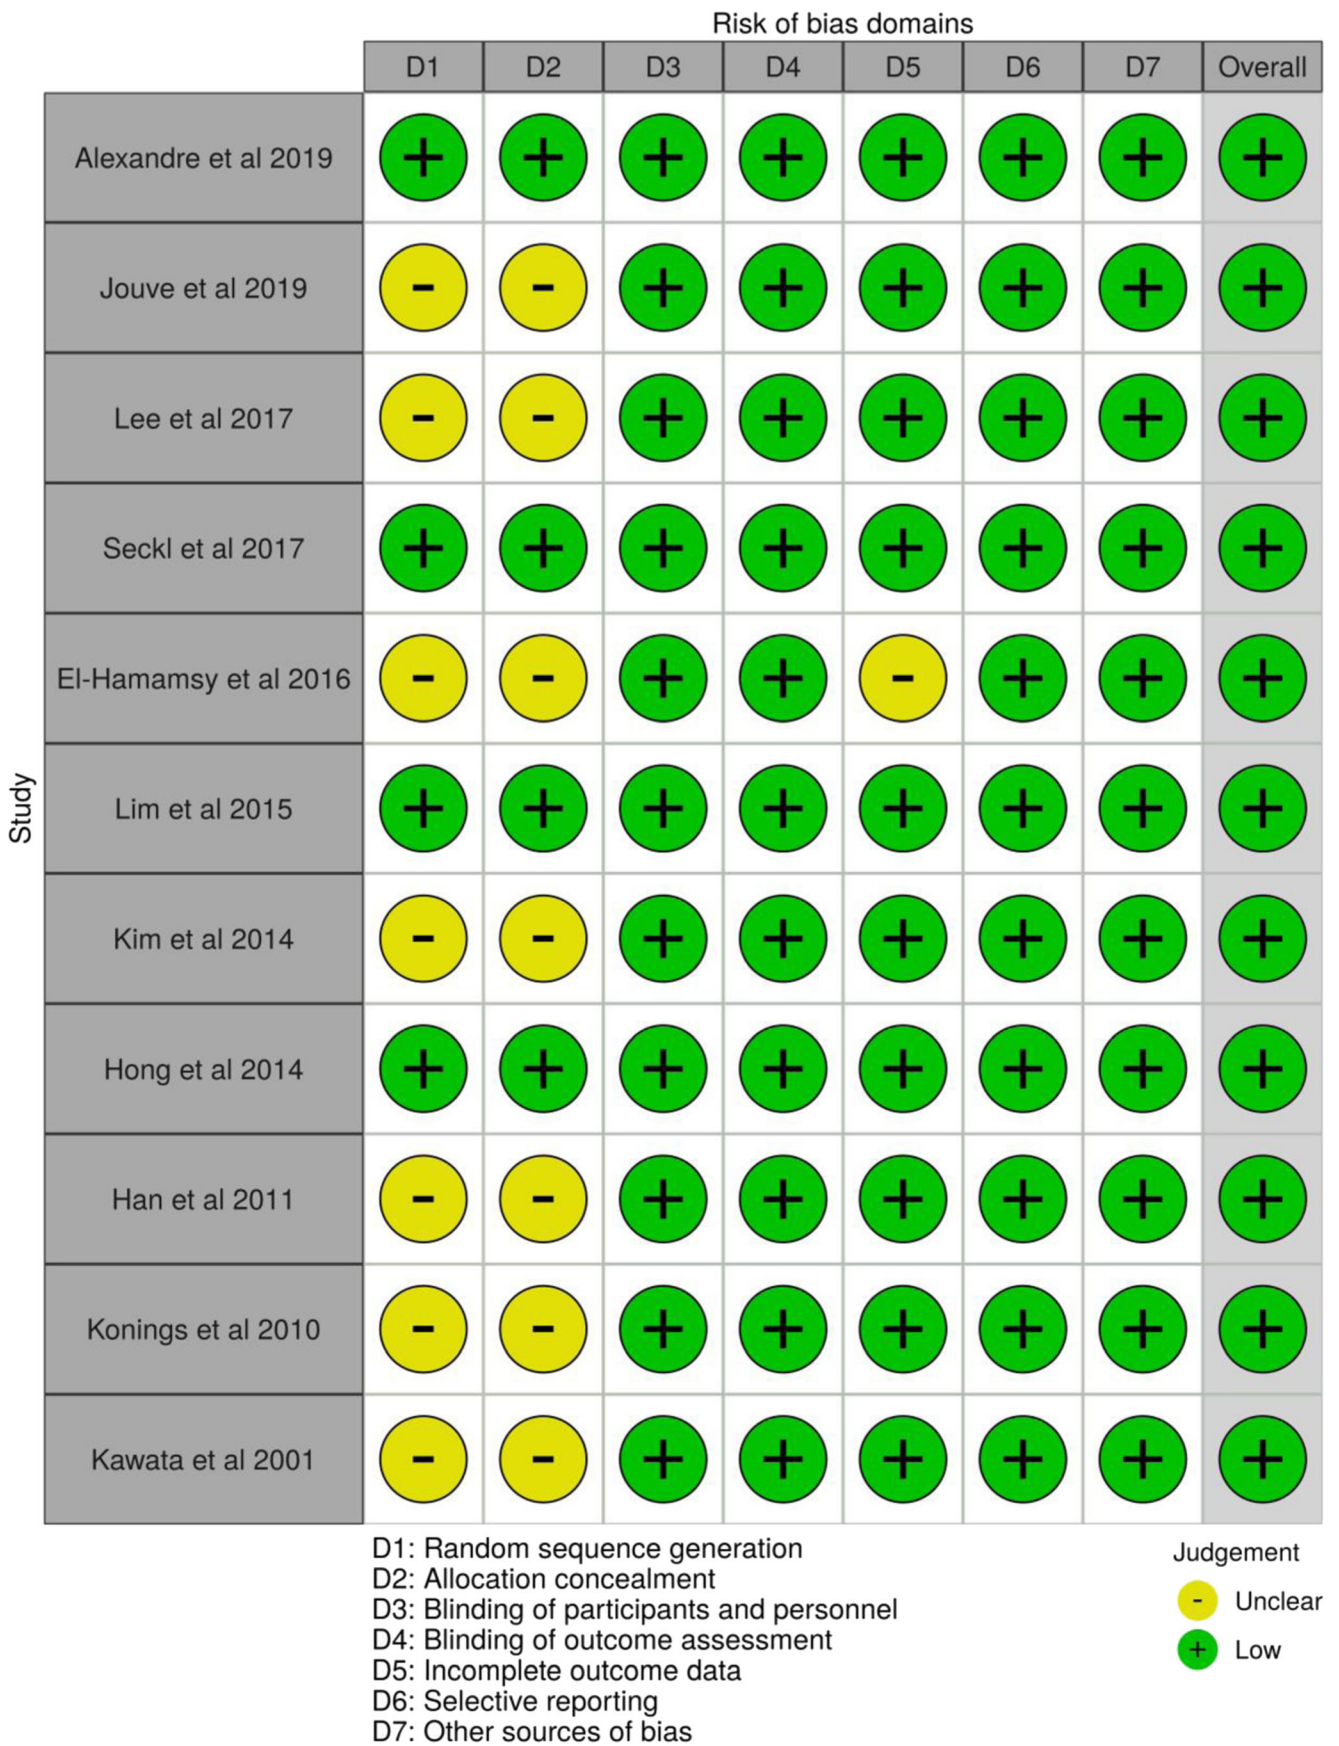 Risk of bias domains
D1 D2 D3 D4 D5 D6 D7 Overall
Alexandre et al 2019 + + + + + + + +
Jouve et al 2019 - - + + + + + +
Lee et al 2017 - - + + + + + +
Seckl et al 2017 + + + + + + + +
El-Hamamsy et al 2016 - - + + - + + +
Lim et al 2015 + + + + + + + +
Kim et al 2014 - - + + + + + +
Hong et al 2014 + + + + + + + +
Han et al 2011 - - + + + + + +
Konings et al 2010 - - + + + + + +
Kawata et al 2001 - - + + + + + +
Study
D1: Random sequence generation
D2: Allocation concealment
D3: Blinding of participants and personnel
D4: Blinding of outcome assessment
D5: Incomplete outcome data
D6: Selective reporting
D7: Other sources of bias
Judgement
- Unclear
+ Low